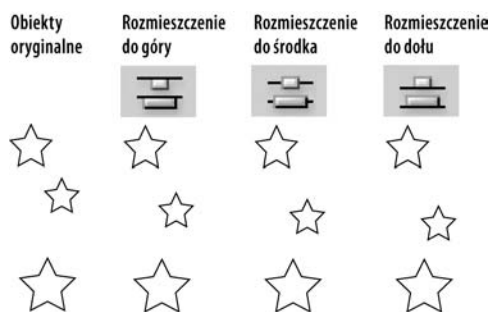 Obiekty
oryginalne
Rozmieszczenie
do góry
Rozmieszczenie
do środka
Rozmieszczenie
do dołu